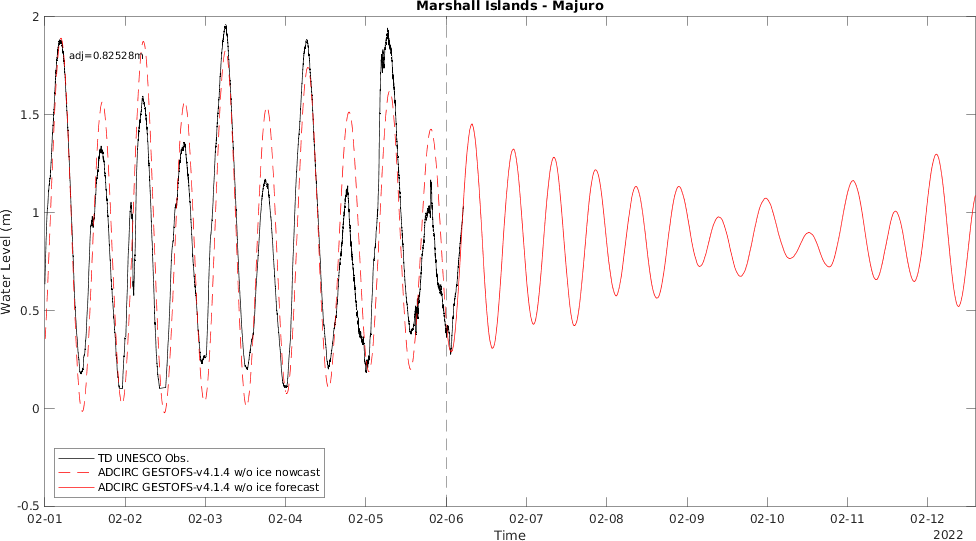 Marshall Islands - Majuro
2
adj=0.82528m
1.5
1
0.5
0
-0.5
Water Level (m)
TD UNESCO Obs.
ADCIRC GESTOFS-v4.1.4 w/o ice nowcast
ADCIRC GESTOFS-v4.1.4 w/o ice forecast
02-01 02-02 02-03 02-04 02-05 02-06 02-07 02-08 02-09 02-10 02-11 02-12
Time
2022